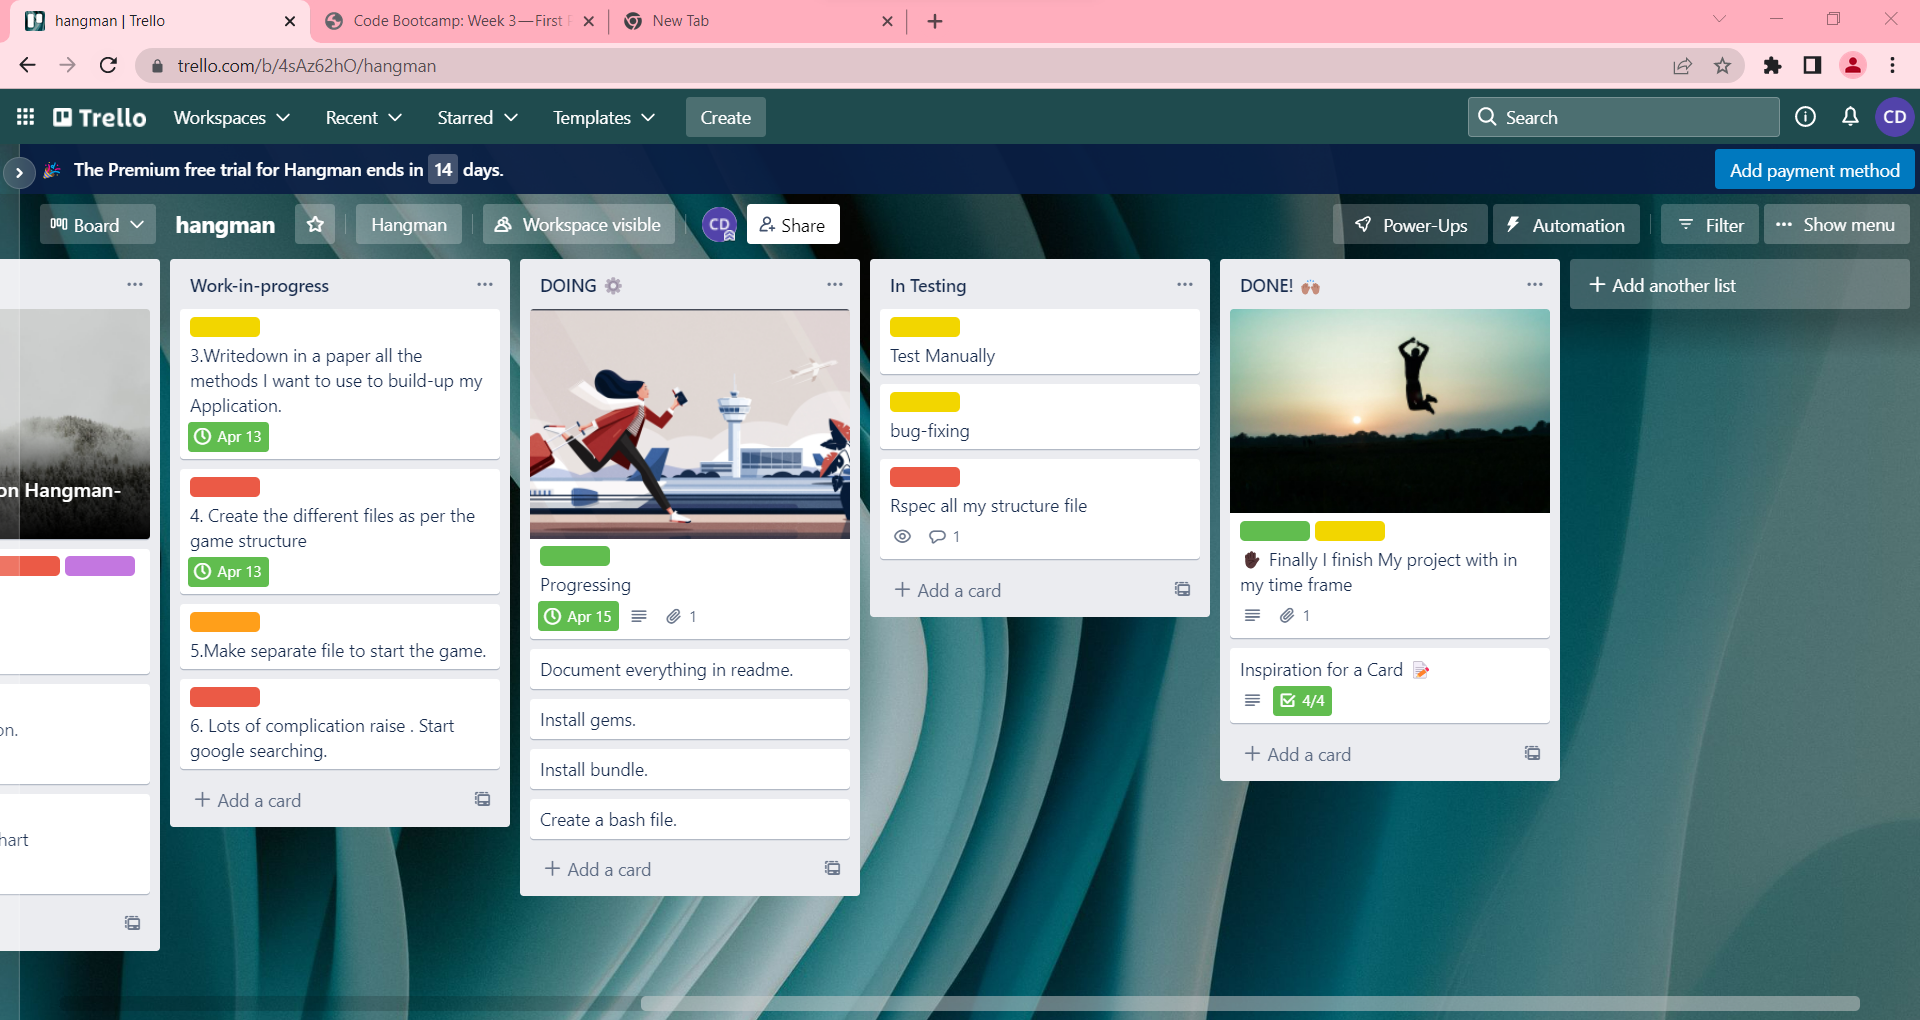 hangman | Trello
Code Bootcamp: Week 3—First
New Tab
trello.com/b/4sAz62hO/hangman
Trello
Workspaces
Recent
Starred
Templates
Create
Search
CD
The Premium free trial for Hangman ends in 14 days.
Add payment method
Board
hangman
Hangman
Workspace visible
CD
Share
Power-Ups
Automation
Filter
Show menu
on Hangman-
on.
hart
Work-in-progress
3.Writedown in a paper all the
methods I want to use to build-up my
Application.
Apr 13
4. Create the different files as per the
game structure
Apr 13
5.Make separate file to start the game.
6. Lots of complication raise . Start
google searching.
+ Add a card
DOING ⚙️
Progressing
Apr 15
1
Document everything in readme.
Install gems.
Install bundle.
Create a bash file.
+ Add a card
In Testing
Test Manually
bug-fixing
Rspec all my structure file
1
+ Add a card
DONE! 🙌🏽
✋🏿 Finally I finish My project with in
my time frame
1
Inspiration for a Card 📝
4/4
+ Add a card
+ Add another list